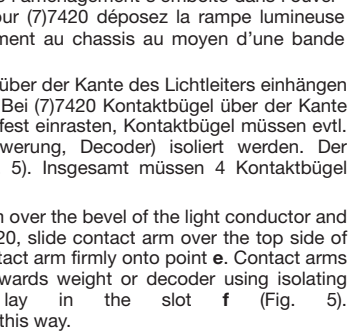 our (7)7420 déposez la rampe lumineuse
ment au chassis au moyen d'une bande
über der Kante des Lichtleiters einhängen
Bei (7)7420 Kontaktbügel über der Kante
fest einrasten, Kontaktbügel müssen evtl.
werung, Decoder) isoliert werden. Der
5). Insgesamt müssen 4 Kontaktbügel
over the bevel of the light conductor and
20, slide contact arm over the top side of
tact arm firmly onto point e. Contact arms
wards weight or decoder using isolating
lay in the slot f (Fig. 5).
this way.